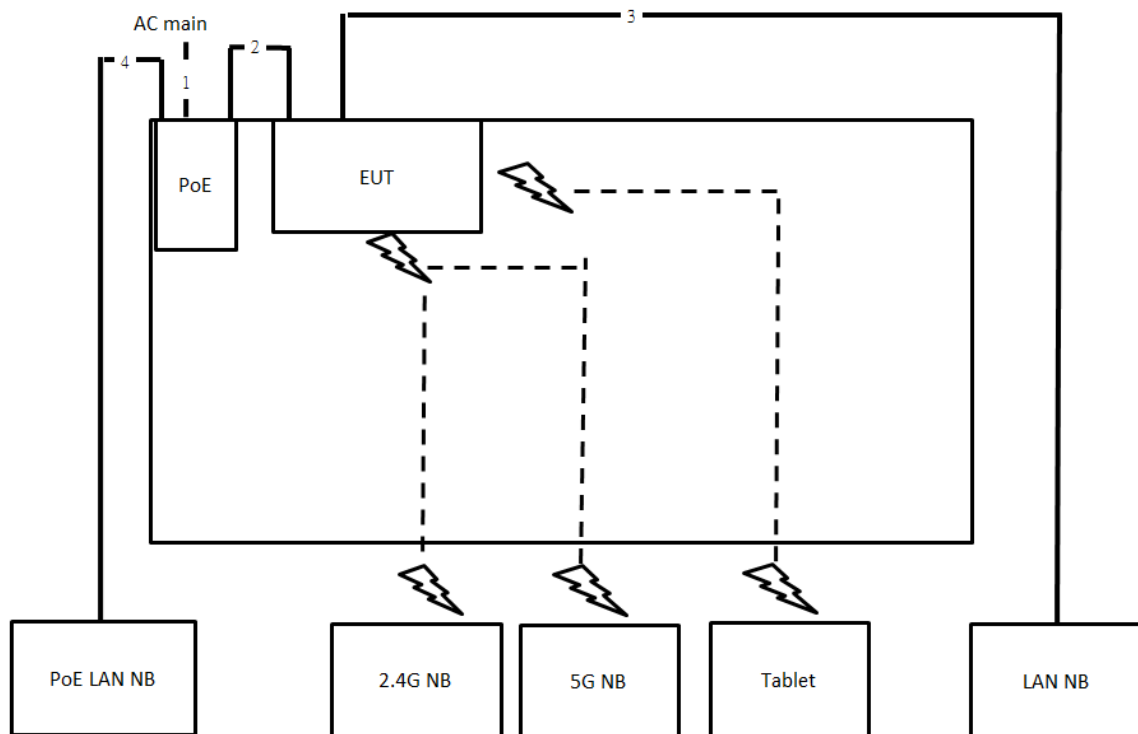 3
AC main
4
1
2
PoE
EUT
PoE LAN NB
2.4G NB
5G NB
Tablet
LAN NB